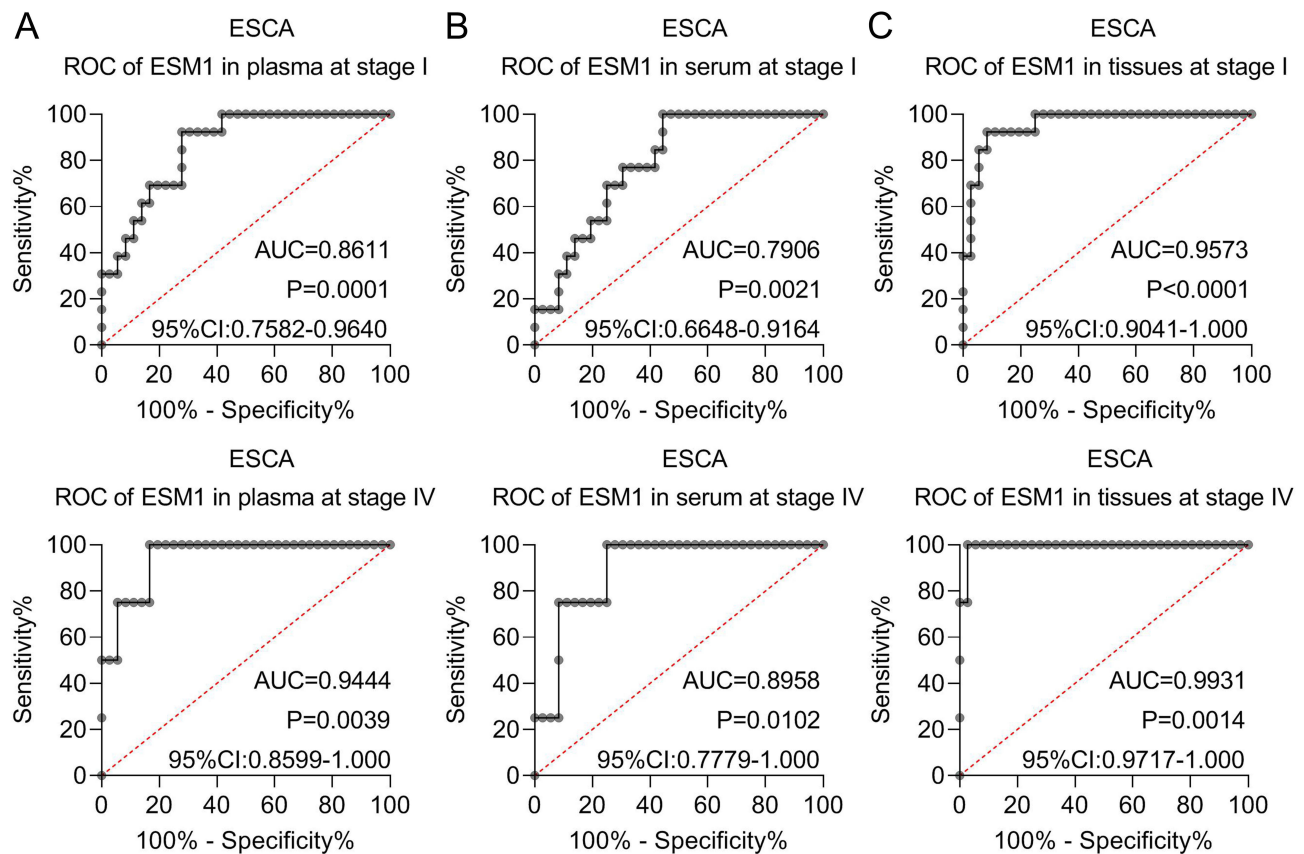 A
ESCA
ROC of ESM1 in plasma at stage I
100
80
60
40
20
0
Sensitivity%
AUC=0.8611
P=0.0001
95%CI:0.7582-0.9640
0 20 40 60 80 100
100% - Specificity%
B
ESCA
ROC of ESM1 in serum at stage I
100
80
60
40
20
0
Sensitivity%
AUC=0.7906
P=0.0021
95%CI:0.6648-0.9164
0 20 40 60 80 100
100% - Specificity%
C
ESCA
ROC of ESM1 in tissues at stage I
100
80
60
40
20
0
Sensitivity%
AUC=0.9573
P<0.0001
95%CI:0.9041-1.000
0 20 40 60 80 100
100% - Specificity%
ESCA
ROC of ESM1 in plasma at stage IV
100
80
60
40
20
0
Sensitivity%
AUC=0.9444
P=0.0039
95%CI:0.8599-1.000
0 20 40 60 80 100
100% - Specificity%
ESCA
ROC of ESM1 in serum at stage IV
100
80
60
40
20
0
Sensitivity%
AUC=0.8958
P=0.0102
95%CI:0.7779-1.000
0 20 40 60 80 100
100% - Specificity%
ESCA
ROC of ESM1 in tissues at stage IV
100
80
60
40
20
0
Sensitivity%
AUC=0.9931
P=0.0014
95%CI:0.9717-1.000
0 20 40 60 80 100
100% - Specificity%